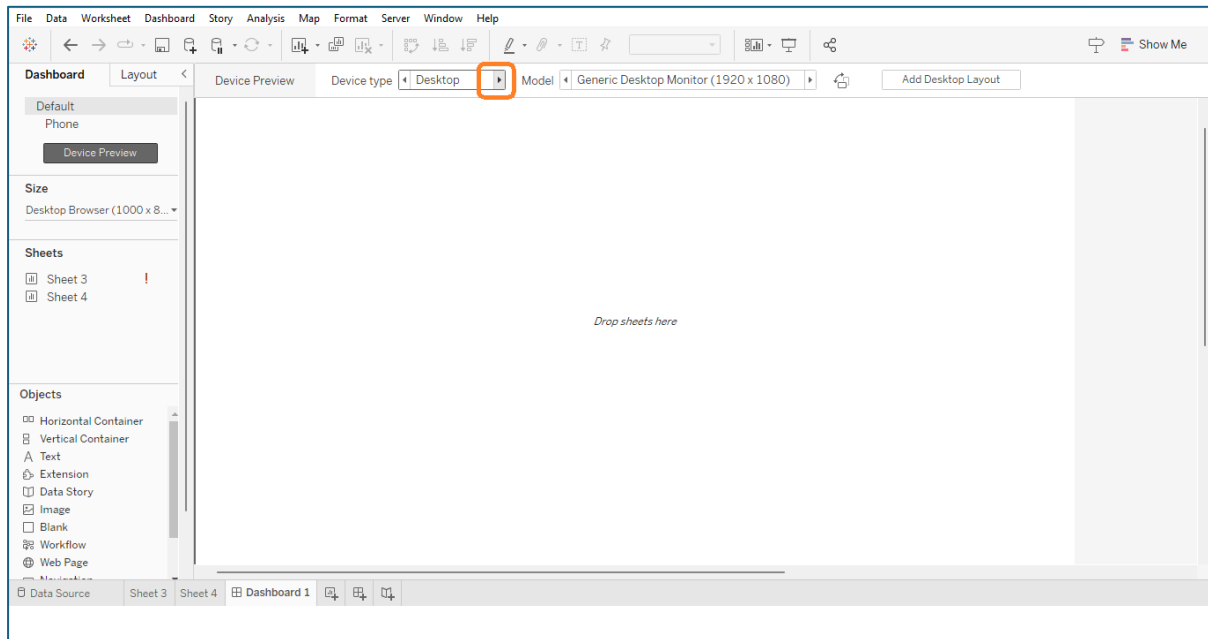 File Data Worksheet Dashboard Story Analysis Map Format Server Window Help
Show Me
Dashboard Layout
Device Preview Device type Desktop Model Generic Desktop Monitor (1920 x 1080) Add Desktop Layout
Default
Phone
Device Preview
Size
Desktop Browser (1000 x 8...
Sheets
Sheet 3 !
Sheet 4
Drop sheets here
Objects
Horizontal Container
Vertical Container
A Text
Extension
Data Story
Image
Blank
Workflow
Web Page
Navigation
Data Source Sheet 3 Sheet 4 Dashboard 1